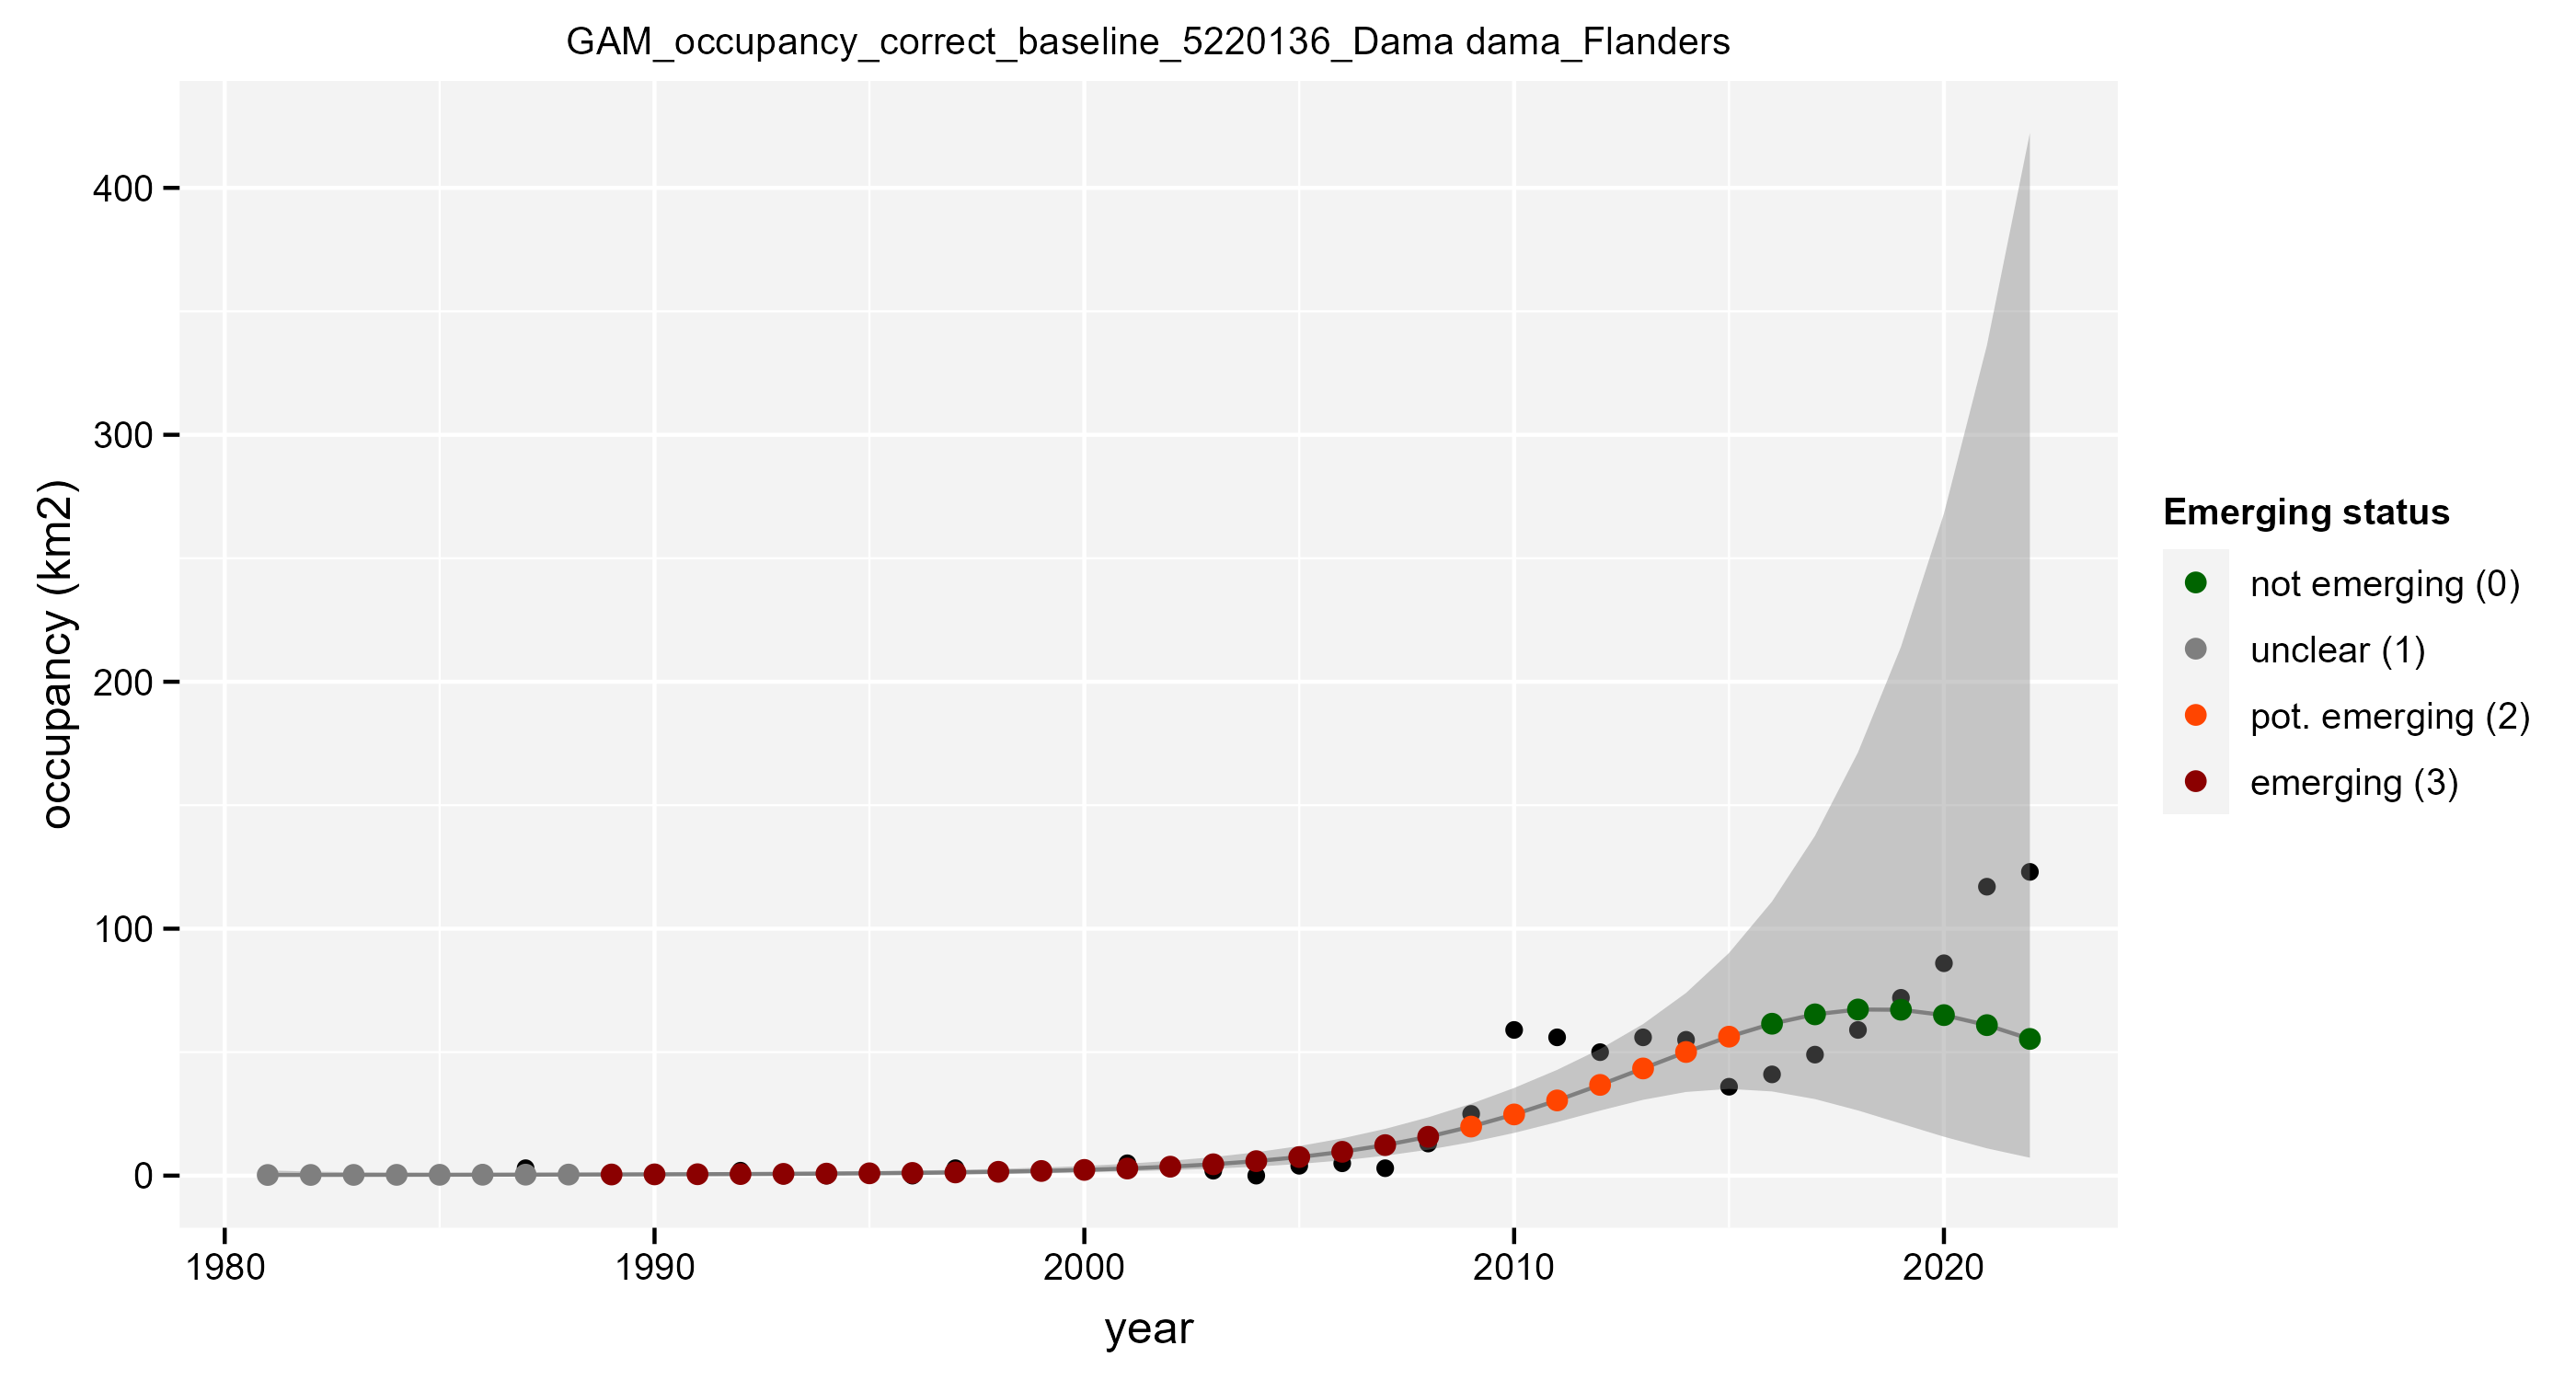 GAM_occupancy_correct_baseline_5220136_Dama dama_Flanders
occupancy (km2)
400
300
200
100
0
1980
1990
2000
2010
2020
year
Emerging status
not emerging (0)
unclear (1)
pot. emerging (2)
emerging (3)